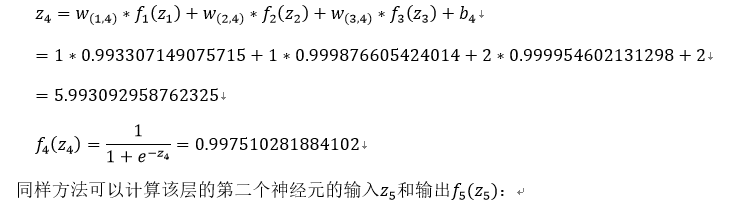 z₄ = w₍₁,₄₎ * f₁(z₁) + w₍₂,₄₎ * f₂(z₂) + w₍₃,₄₎ * f₃(z₃) + b₄↓
= 1 * 0.993307149075715 + 1 * 0.999876605424014 + 2 * 0.999954602131298 + 2↓
= 5.993092958762325↓
f₄(z₄) = 1 / (1 + e^(−z₄)) = 0.997510281884102↓
同样方法可以计算该层的第二个神经元的输入z₅和输出f₅(z₅)：↵